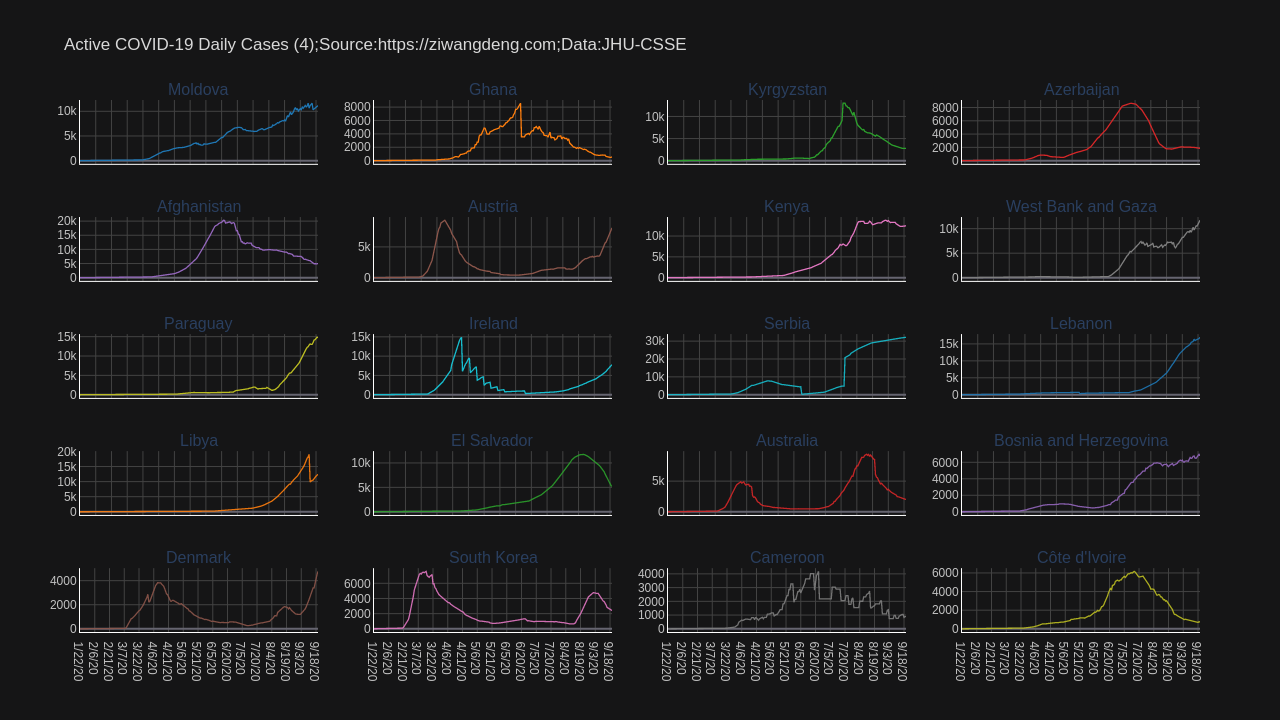 Active COVID-19 Daily Cases (4);Source:https://ziwangdeng.com;Data:JHU-CSSE
Moldova
10k
5k
0
Ghana
8000
6000
4000
2000
0
Kyrgyzstan
10k
5k
0
Azerbaijan
8000
6000
4000
2000
0
Afghanistan
20k
15k
10k
5k
0
Austria
5k
0
Kenya
10k
5k
0
West Bank and Gaza
10k
5k
0
Paraguay
15k
10k
5k
0
Ireland
15k
10k
5k
0
Serbia
30k
20k
10k
0
Lebanon
15k
10k
5k
0
Libya
20k
15k
10k
5k
0
El Salvador
10k
5k
0
Australia
5k
0
Bosnia and Herzegovina
6000
4000
2000
0
Denmark
4000
2000
0
South Korea
6000
4000
2000
0
Cameroon
4000
3000
2000
1000
0
Côte d'Ivoire
6000
4000
2000
0
1/22/20
2/6/20
2/21/20
3/7/20
3/22/20
4/6/20
4/21/20
5/6/20
5/21/20
6/5/20
6/20/20
7/5/20
7/20/20
8/4/20
8/19/20
9/3/20
9/18/20
1/22/20
2/6/20
2/21/20
3/7/20
3/22/20
4/6/20
4/21/20
5/6/20
5/21/20
6/5/20
6/20/20
7/5/20
7/20/20
8/4/20
8/19/20
9/3/20
9/18/20
1/22/20
2/6/20
2/21/20
3/7/20
3/22/20
4/6/20
4/21/20
5/6/20
5/21/20
6/5/20
6/20/20
7/5/20
7/20/20
8/4/20
8/19/20
9/3/20
9/18/20
1/22/20
2/6/20
2/21/20
3/7/20
3/22/20
4/6/20
4/21/20
5/6/20
5/21/20
6/5/20
6/20/20
7/5/20
7/20/20
8/4/20
8/19/20
9/3/20
9/18/20